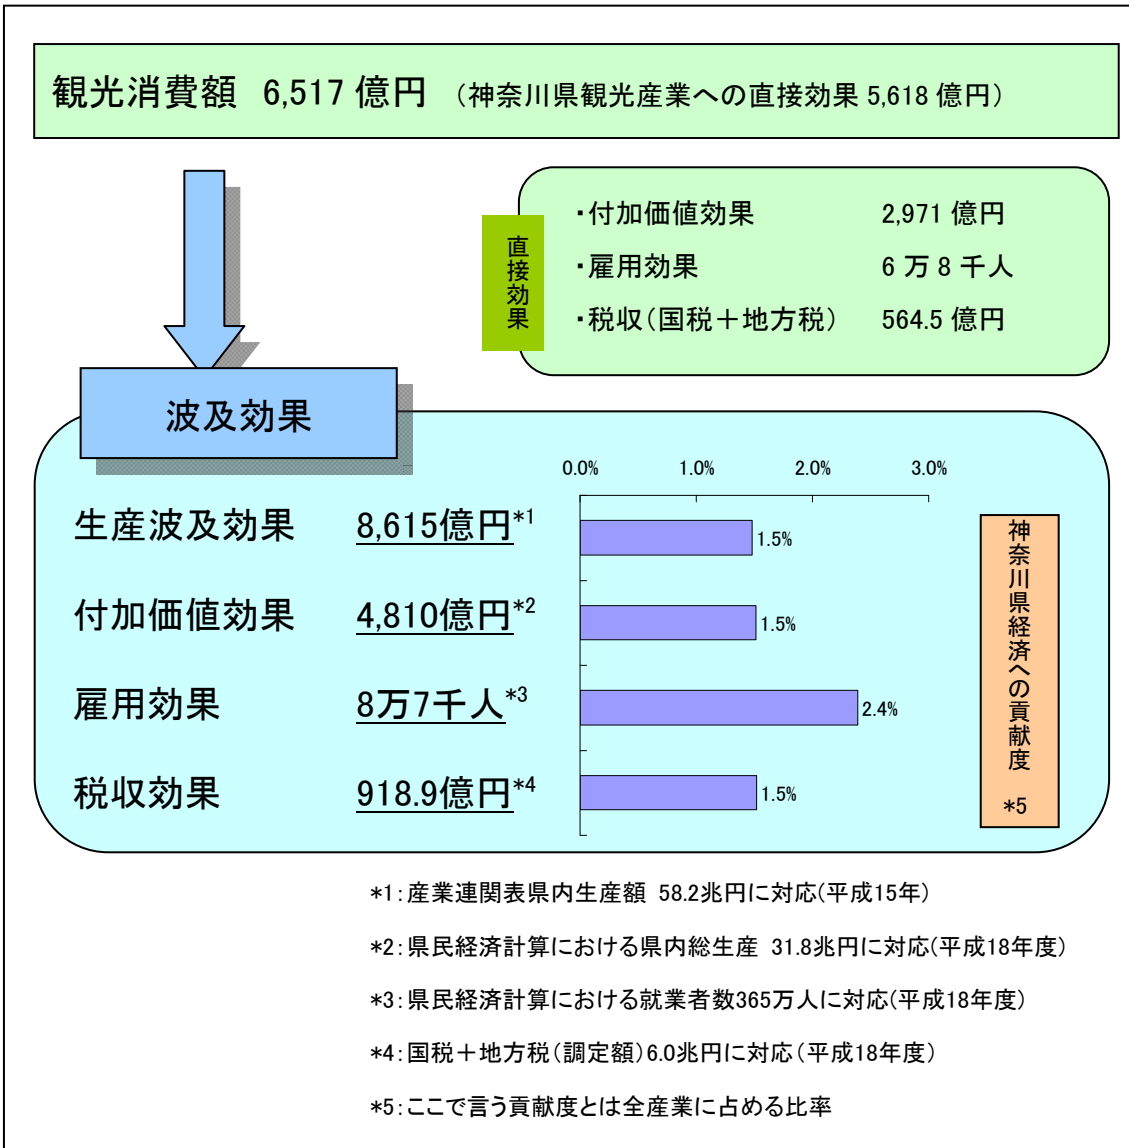 観光消費額 6,517 億円 （神奈川県観光産業への直接効果 5,618 億円）
直接効果
・付加価値効果 2,971 億円
・雇用効果 6 万 8 千人
・税収（国税＋地方税） 564.5 億円
波及効果
0.0% 1.0% 2.0% 3.0%
生産波及効果 8,615億円*1 1.5%
付加価値効果 4,810億円*2 1.5%
雇用効果 8万7千人*3 2.4%
税収効果 918.9億円*4 1.5%
神奈川県経済への貢献度 *5
*1：産業連関表県内生産額 58.2兆円に対応(平成15年)
*2：県民経済計算における県内総生産 31.8兆円に対応(平成18年度)
*3：県民経済計算における就業者数365万人に対応(平成18年度)
*4：国税＋地方税（調定額）6.0兆円に対応（平成18年度）
*5：ここで言う貢献度とは全産業に占める比率